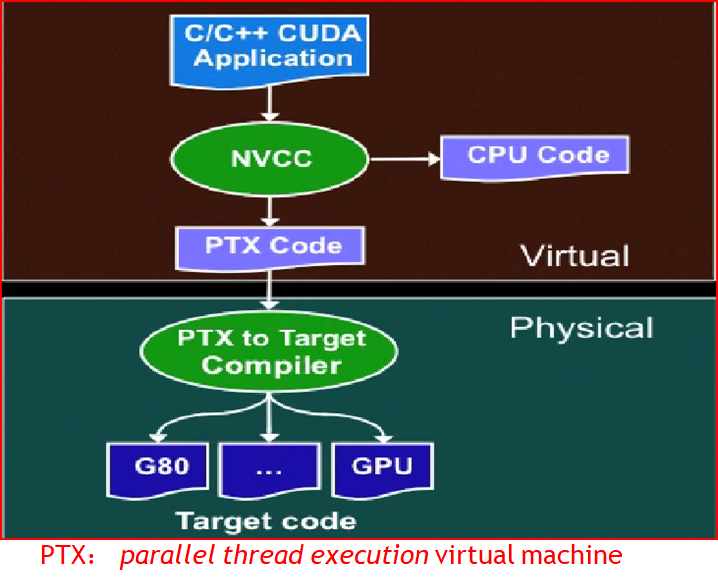 C/C++ CUDA
Application
NVCC
CPU Code
PTX Code
Virtual
Physical
PTX to Target
Compiler
G80
...
GPU
Target code
PTX： parallel thread execution virtual machine